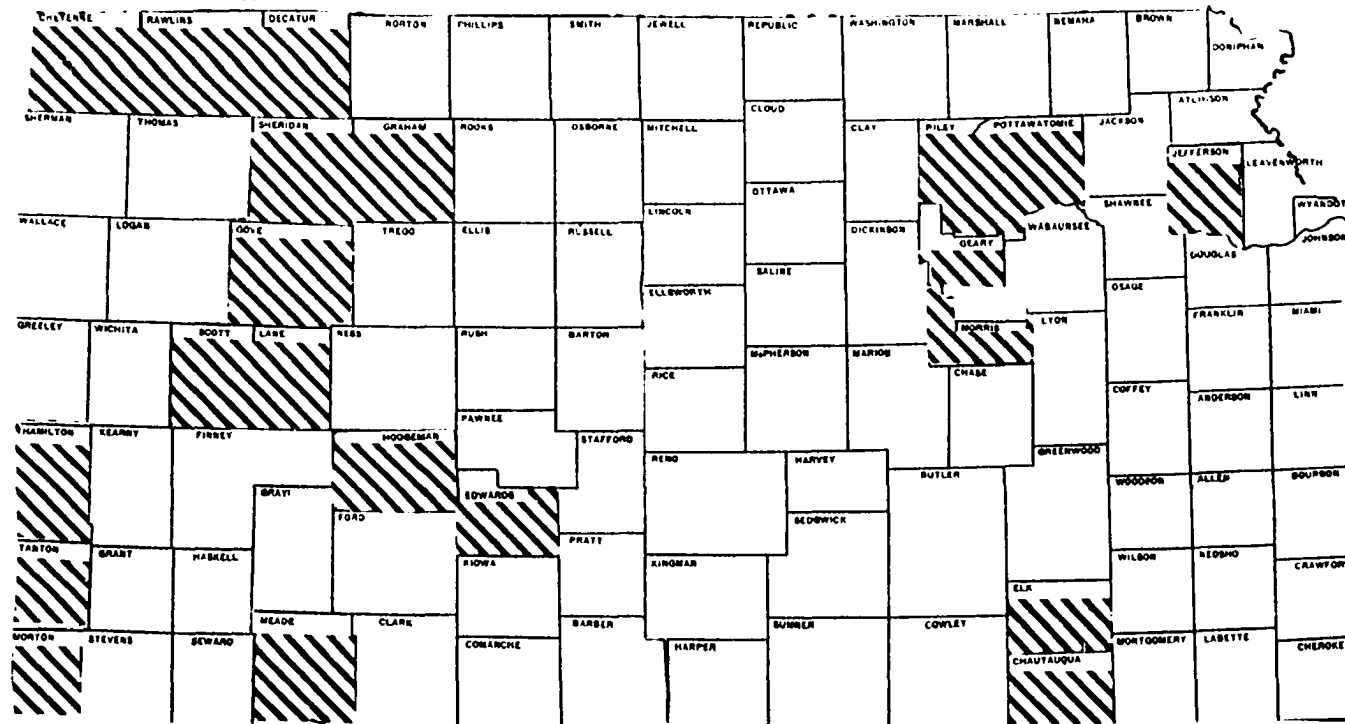 CHEYENNE RAWLINS DECATUR NORTON PHILLIPS SMITH JEWELL REPUBLIC WASHINGTON MARSHALL NEMAHA BROWN
DONIPHAN
CLOUD ATCHISON
SHERMAN THOMAS SHERIDAN GRAHAM ROOKS OSBORNE MITCHELL CLAY RILEY POTTAWATOMIE JACKSON
JEFFERSON LEAVENWORTH
OTTAWA
WALLACE LOGAN GOVE TREGO ELLIS RUSSELL LINCOLN DICKINSON GEARY WABAUNSEE SHAWNEE WYANDOT
DOUGLAS JOHNSON
SALINE
ELLSWORTH OSAGE
GREELEY WICHITA SCOTT LANE NESS RUSH BARTON MORRIS LYON FRANKLIN MIAMI
McPHERSON MARION
RICE CHASE
COFFEY ANDERSON LINN
PAWNEE
HAMILTON KEARNY FINNEY HODGEMAN STAFFORD
RENO HARVEY GREENWOOD
BUTLER
GRAY EDWARDS WOODSON ALLEN BOURBON
FORD SEDGWICK
PRATT
TANTON GRANT HASKELL KIOWA KINGMAN WILSON NEOSHO CRAWFOR
ELK
MEADE CLARK BARBER SUMNER COWLEY
MORTON STEVENS SEWARD COMANCHE HARPER MONTGOMERY LABETTE CHEROKE
CHAUTAUQUA